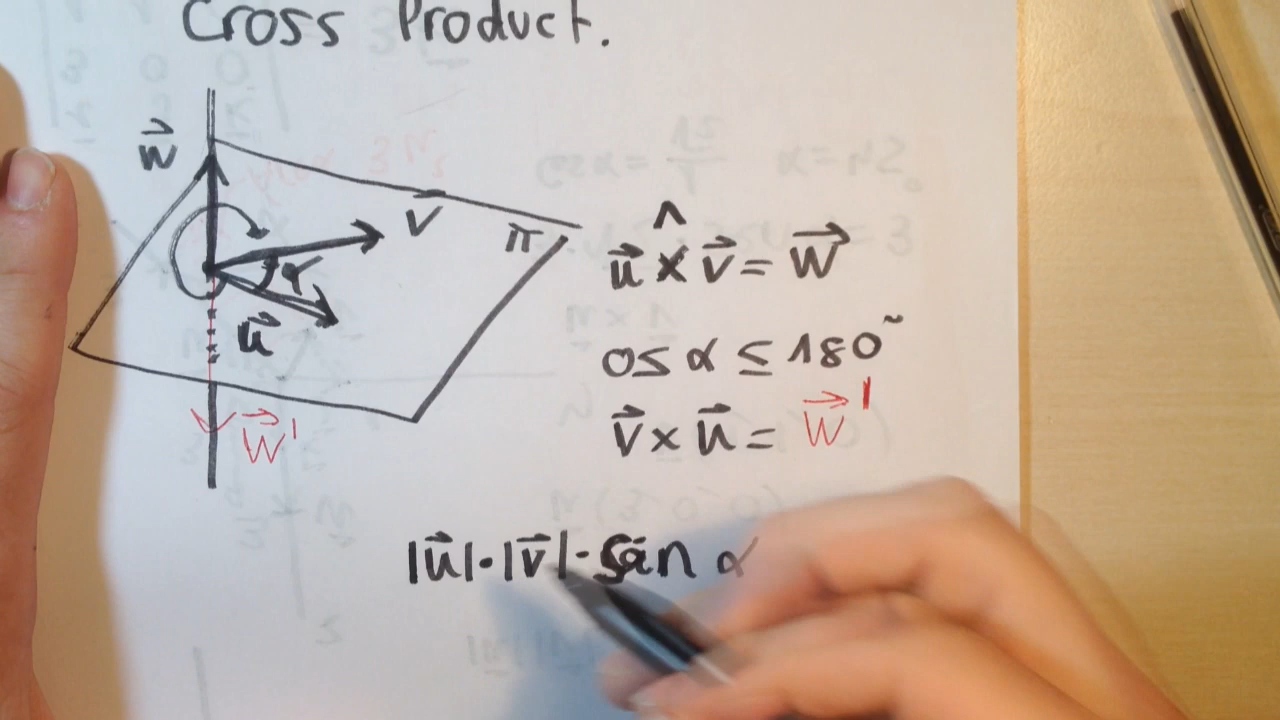 Cross Product.
w⃗
v
π
∧
u⃗ × v⃗ = w⃗
α
u⃗
0 ≤ α ≤ 180°
w⃗'
v⃗ × u⃗ = w⃗'
|u⃗|·|v⃗|·sin α